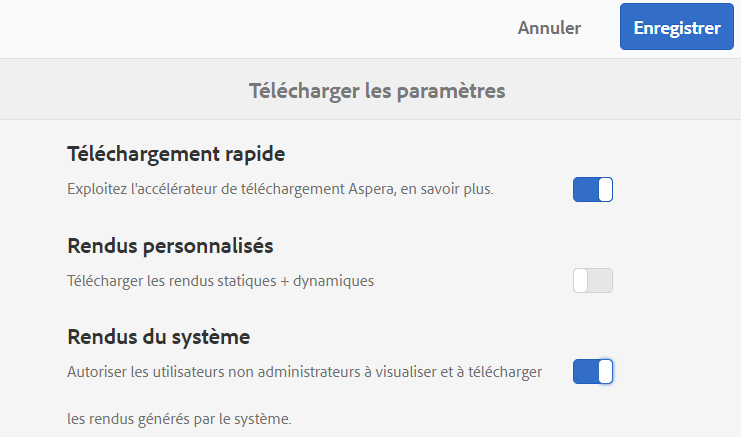 Annuler
Enregistrer
Télécharger les paramètres
Téléchargement rapide
Exploitez l'accélérateur de téléchargement Aspera, en savoir plus.
Rendus personnalisés
Télécharger les rendus statiques + dynamiques
Rendus du système
Autoriser les utilisateurs non administrateurs à visualiser et à télécharger
les rendus générés par le système.